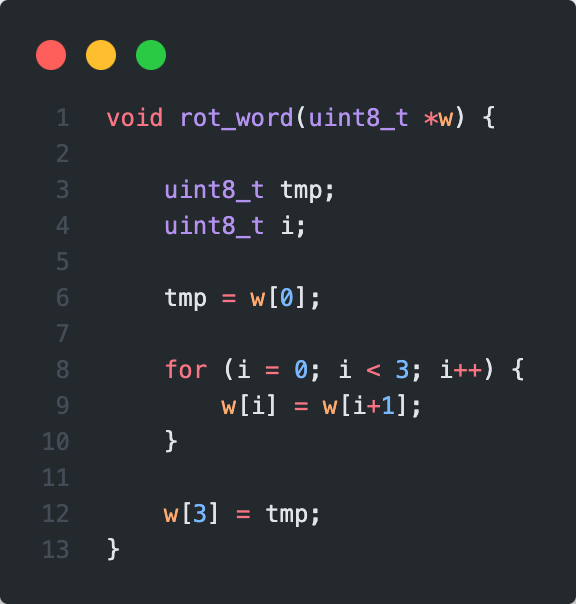 1 void rot_word(uint8_t *w) {
2
3     uint8_t tmp;
4     uint8_t i;
5
6     tmp = w[0];
7
8     for (i = 0; i < 3; i++) {
9         w[i] = w[i+1];
10     }
11
12     w[3] = tmp;
13 }